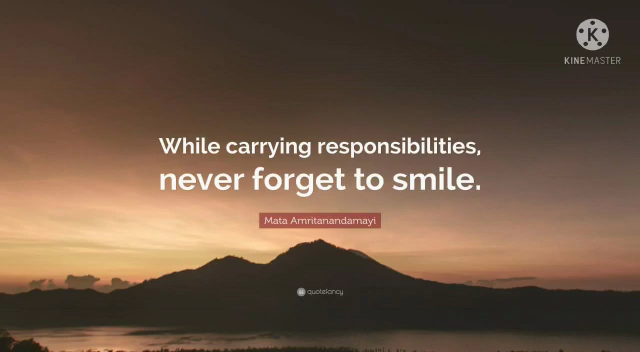 K
KINEMASTER
While carrying responsibilities,
never forget to smile.
Mata Amritanandamayi
quotefancy